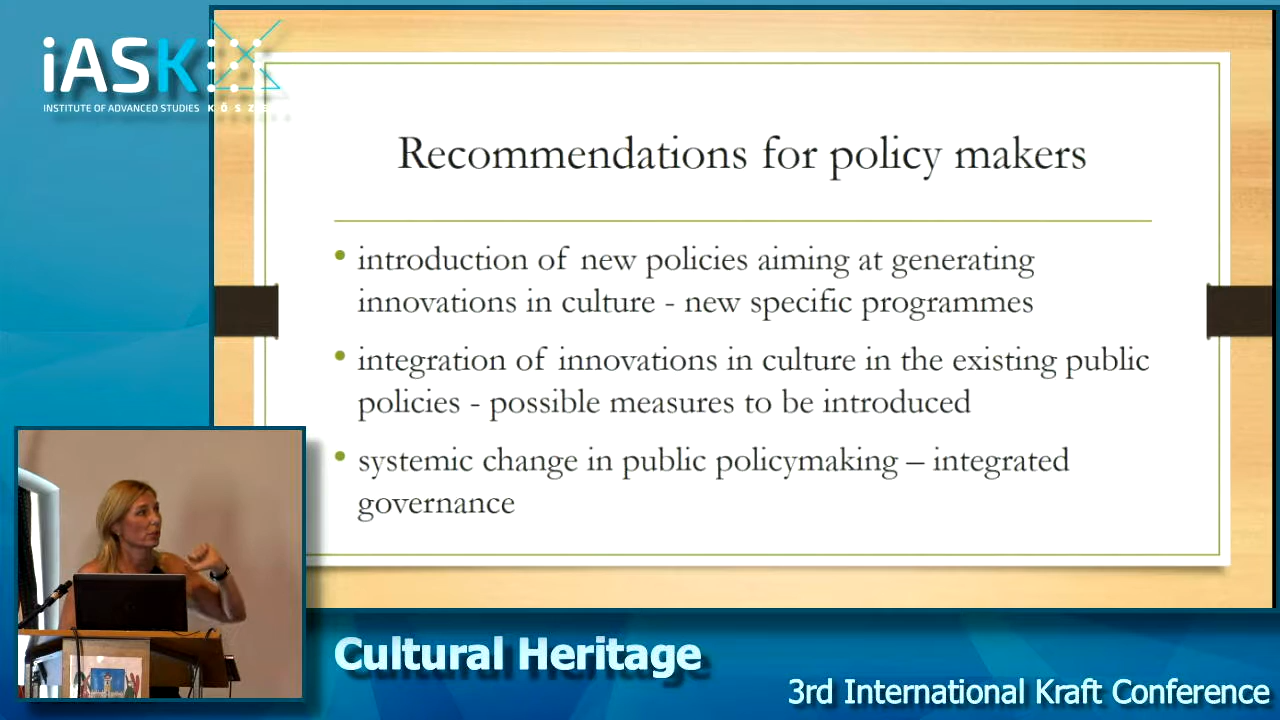 iASK
INSTITUTE OF ADVANCED STUDIES KŐSZ
Recommendations for policy makers
• introduction of new policies aiming at generating
innovations in culture - new specific programmes
• integration of innovations in culture in the existing public
policies - possible measures to be introduced
• systemic change in public policymaking – integrated
governance
Cultural Heritage
3rd International Kraft Conference